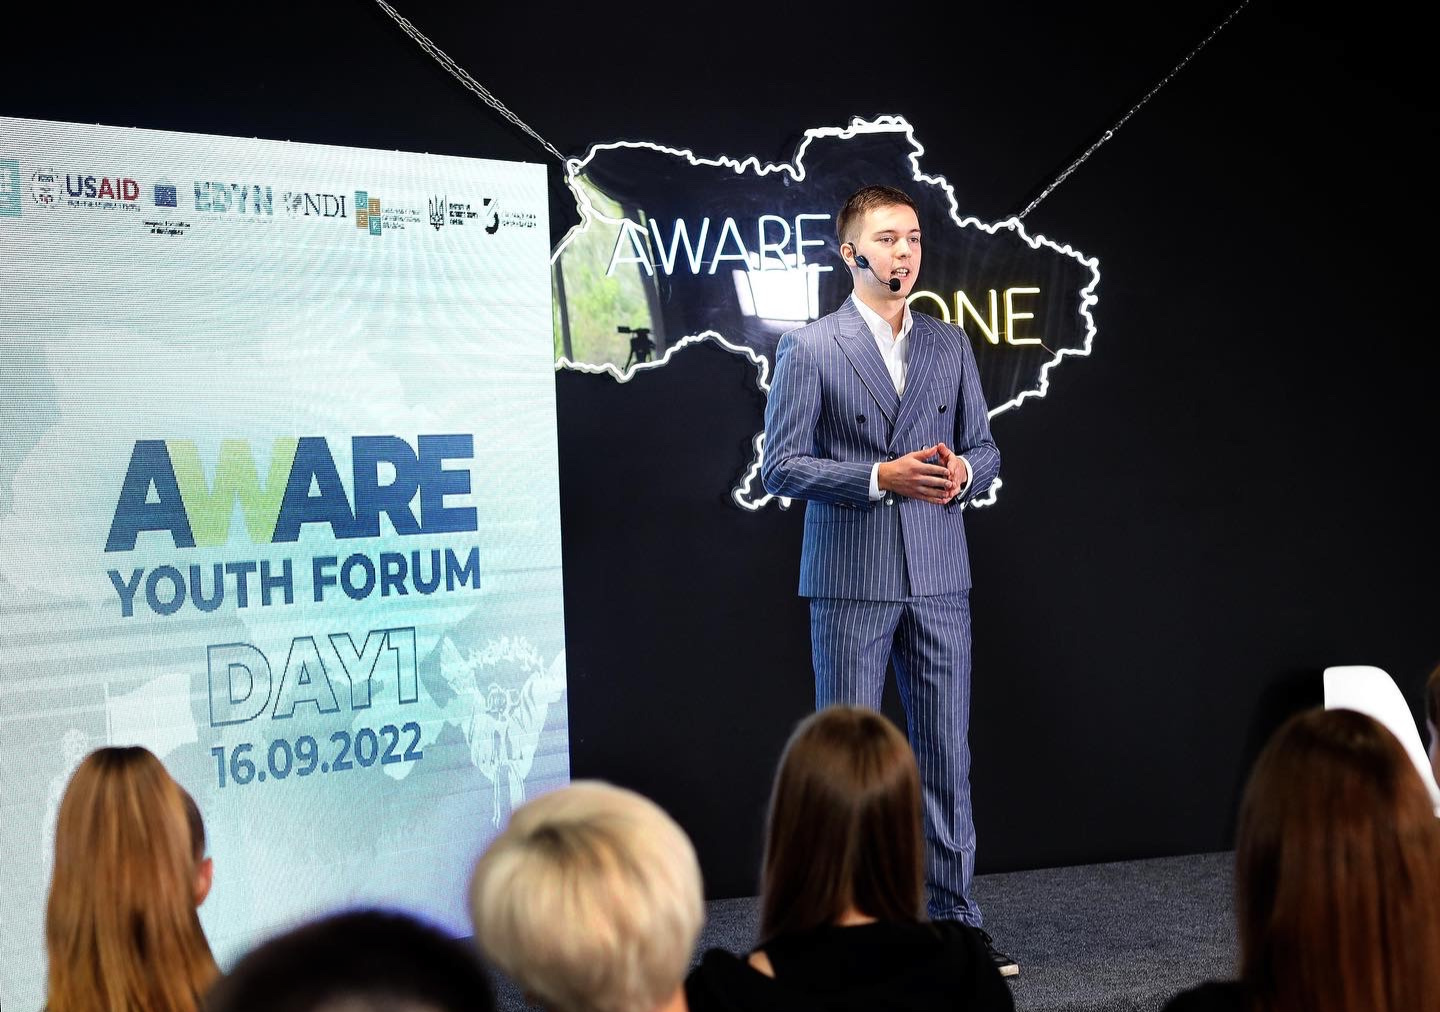 USAID
EDYN
NDI
AWARE
YOUTH FORUM
DAY1
16.09.2022
AWARE
ONE